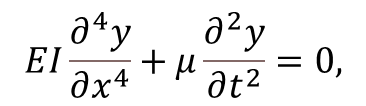 EI ∂⁴y/∂x⁴ + μ ∂²y/∂t² = 0,